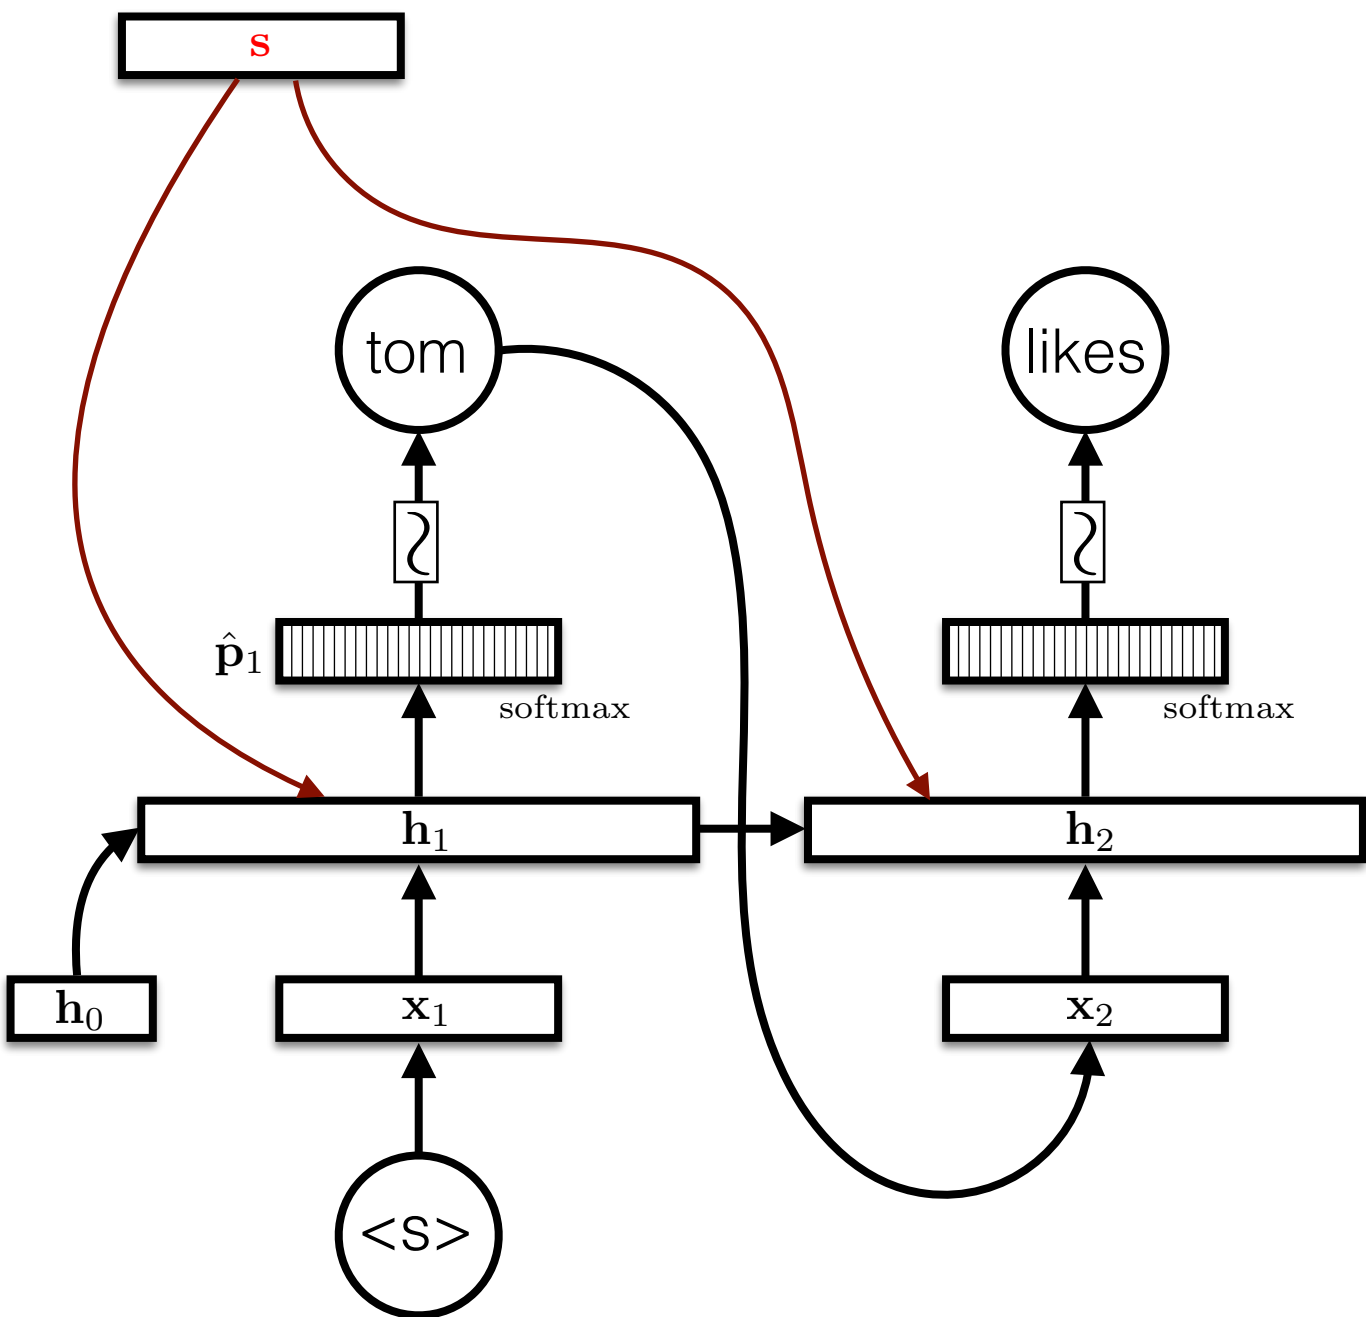 s
tom
likes
p̂₁
softmax
softmax
h₁
h₂
h₀
x₁
x₂
<s>